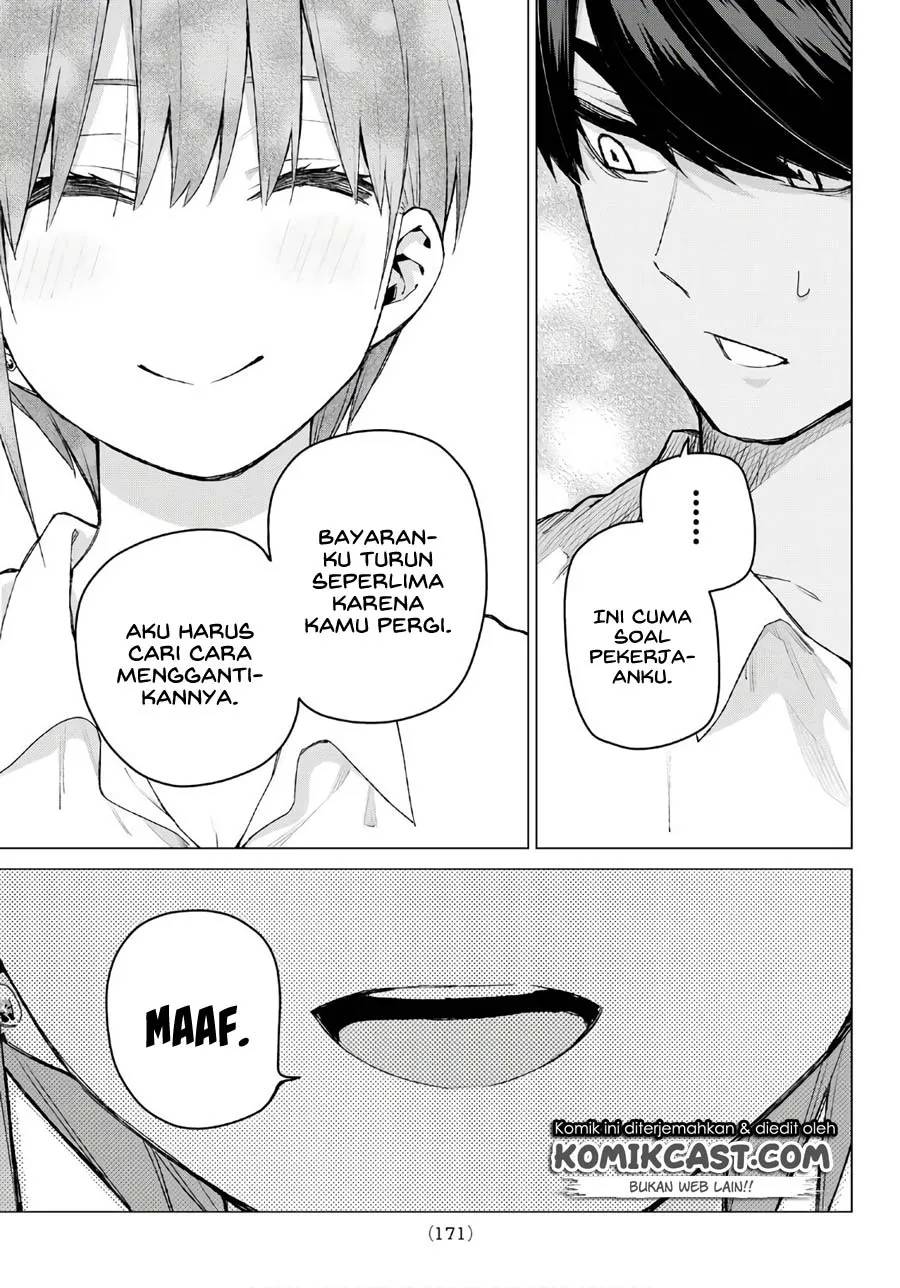 ......
INI CUMA
SOAL
PEKERJA-
ANKU.
BAYARAN-
KU TURUN
SEPERLIMA
KARENA
KAMU PERGI.
AKU HARUS
CARI CARA
MENGGANTI-
KANNYA.
MAAF.
Komik ini diterjemahkan & diedit oleh
KOMIKCAST.COM
BUKAN WEB LAIN!!
(171)